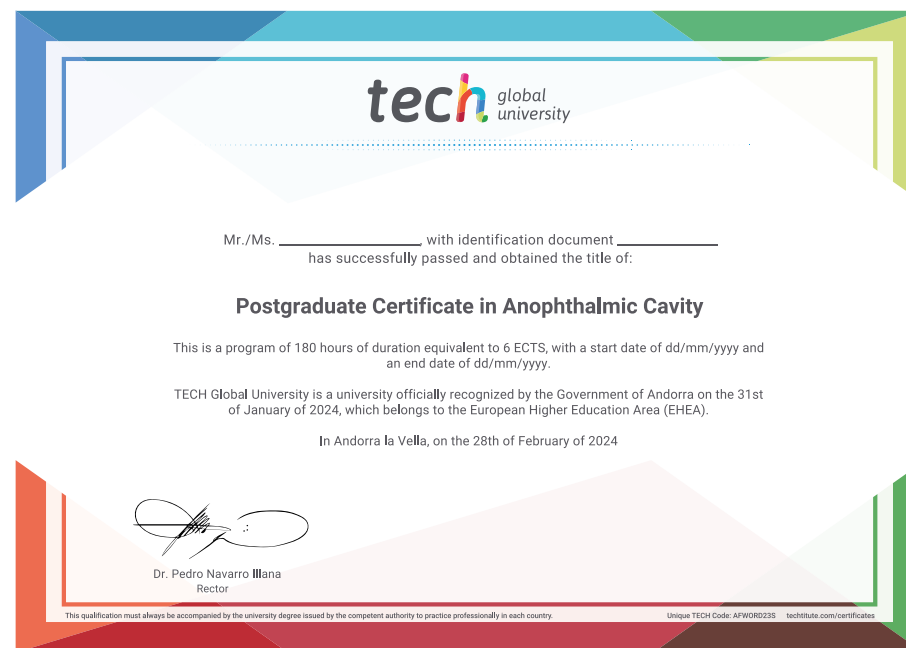 tech global
university
Mr./Ms. ______________, with identification document ____________
has successfully passed and obtained the title of:
Postgraduate Certificate in Anophthalmic Cavity
This is a program of 180 hours of duration equivalent to 6 ECTS, with a start date of dd/mm/yyyy and
an end date of dd/mm/yyyy.
TECH Global University is a university officially recognized by the Government of Andorra on the 31st
of January of 2024, which belongs to the European Higher Education Area (EHEA).
In Andorra la Vella, on the 28th of February of 2024
Dr. Pedro Navarro Illana
Rector
This qualification must always be accompanied by the university degree issued by the competent authority to practice professionally in each country. Unique TECH Code: AFWORD23S techtitute.com/certificates